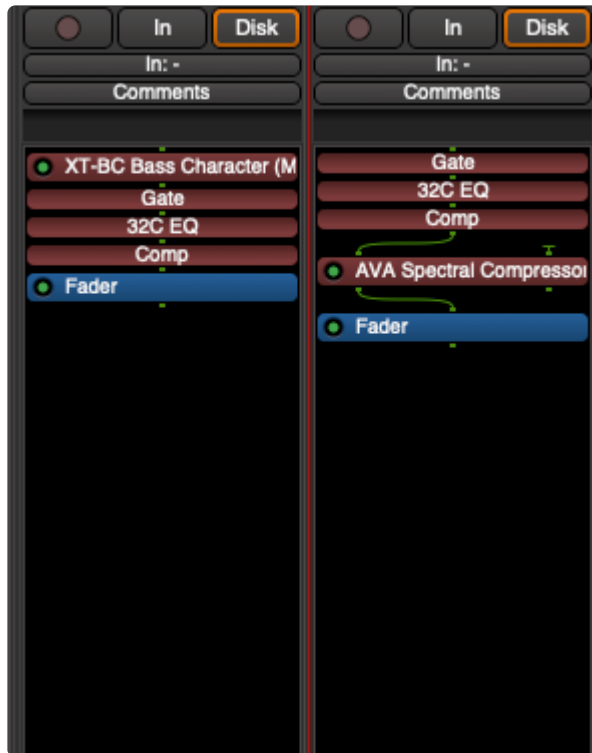 In Disk
In: -
Comments
XT-BC Bass Character (M
Gate
32C EQ
Comp
Fader
In Disk
In: -
Comments
Gate
32C EQ
Comp
AVA Spectral Compressor
Fader